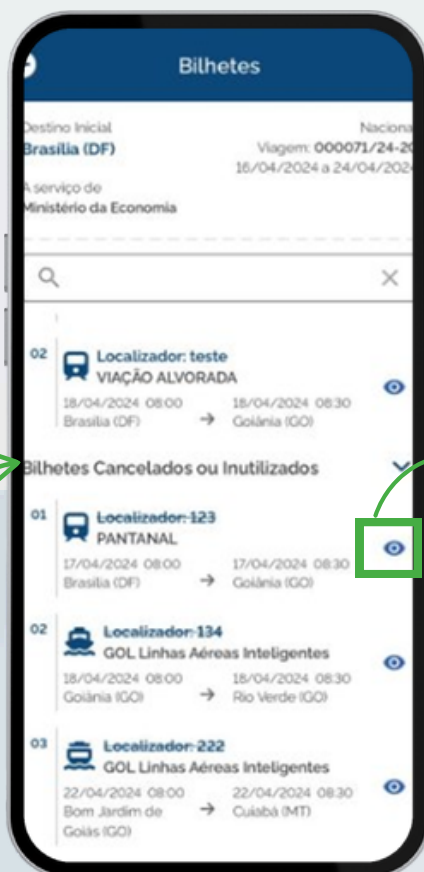 Bilhetes
Destino Inicial
Brasília (DF)
Naciona
Viagem: 000071/24-20
16/04/2024 a 24/04/202
A serviço de
Ministério da Economia
02
Localizador: teste
VIAÇÃO ALVORADA
18/04/2024 08:00
18/04/2024 08:30
Brasília (DF) → Goiânia (GO)
Bilhetes Cancelados ou Inutilizados
01
Localizador: 123
PANTANAL
17/04/2024 08:00
17/04/2024 08:30
Brasília (DF) → Goiânia (GO)
02
Localizador: 134
GOL Linhas Aéreas Inteligentes
18/04/2024 08:00
18/04/2024 08:30
Goiânia (GO) → Rio Verde (GO)
03
Localizador: 222
GOL Linhas Aéreas Inteligentes
22/04/2024 08:00
22/04/2024 08:30
Bom Jardim de → Cuiabá (MT)
Goiás (GO)